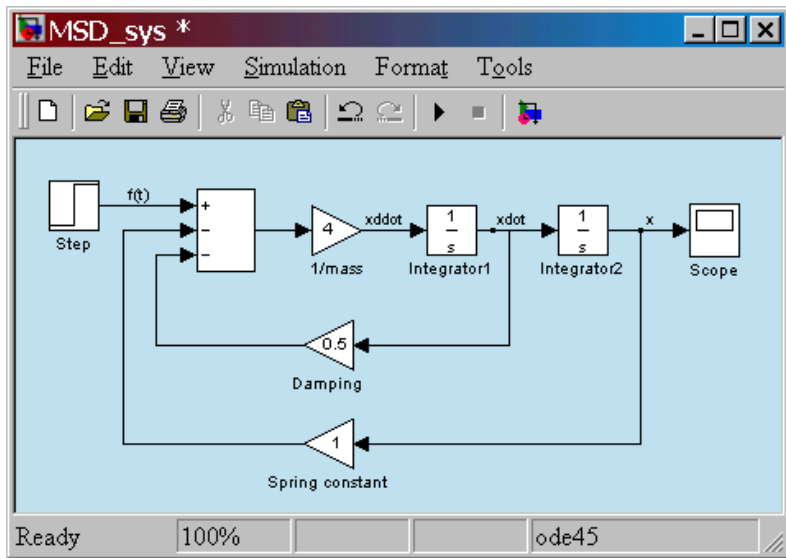 MSD_sys *
File Edit View Simulation Format Tools
f(t)
+
−
−
Step
4
1/mass
xddot
1
s
Integrator1
xdot
1
s
Integrator2
x
Scope
0.5
Damping
1
Spring constant
Ready 100% ode45